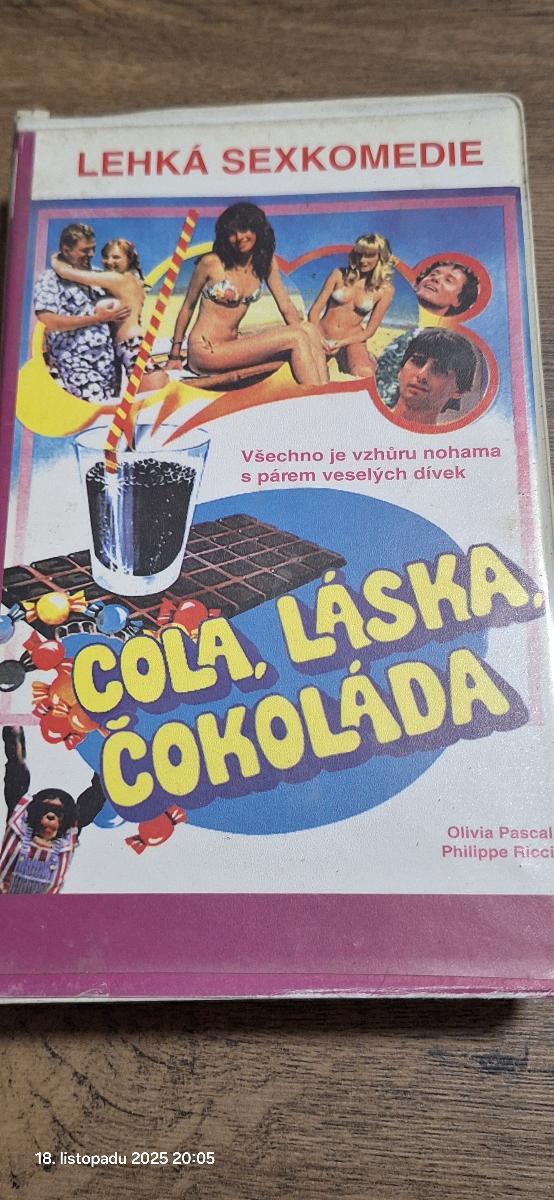 LEHKÁ SEXKOMEDIE
Všechno je vzhůru nohama
s párem veselých dívek
COLA, LÁSKA,
ČOKOLÁDA
Olivia Pascal
Philippe Ricci
18. listopadu 2025 20:05